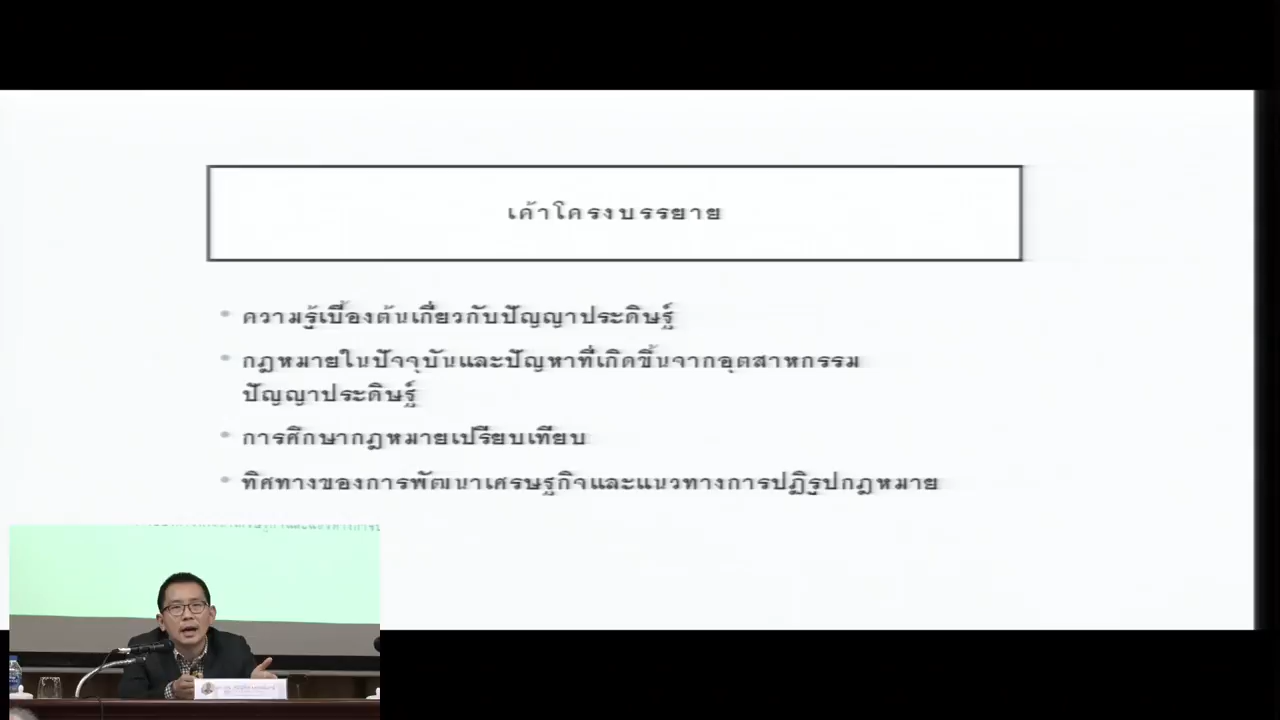 เค้าโครงบรรยาย
ความรู้เบื้องต้นเกี่ยวกับปัญญาประดิษฐ์
กฎหมายในปัจจุบันและปัญหาที่เกิดขึ้นจากอุตสาหกรรม
ปัญญาประดิษฐ์
การศึกษากฎหมายเปรียบเทียบ
ทิศทางของการพัฒนาเศรษฐกิจและแนวทางการปฏิรูปกฎหมาย